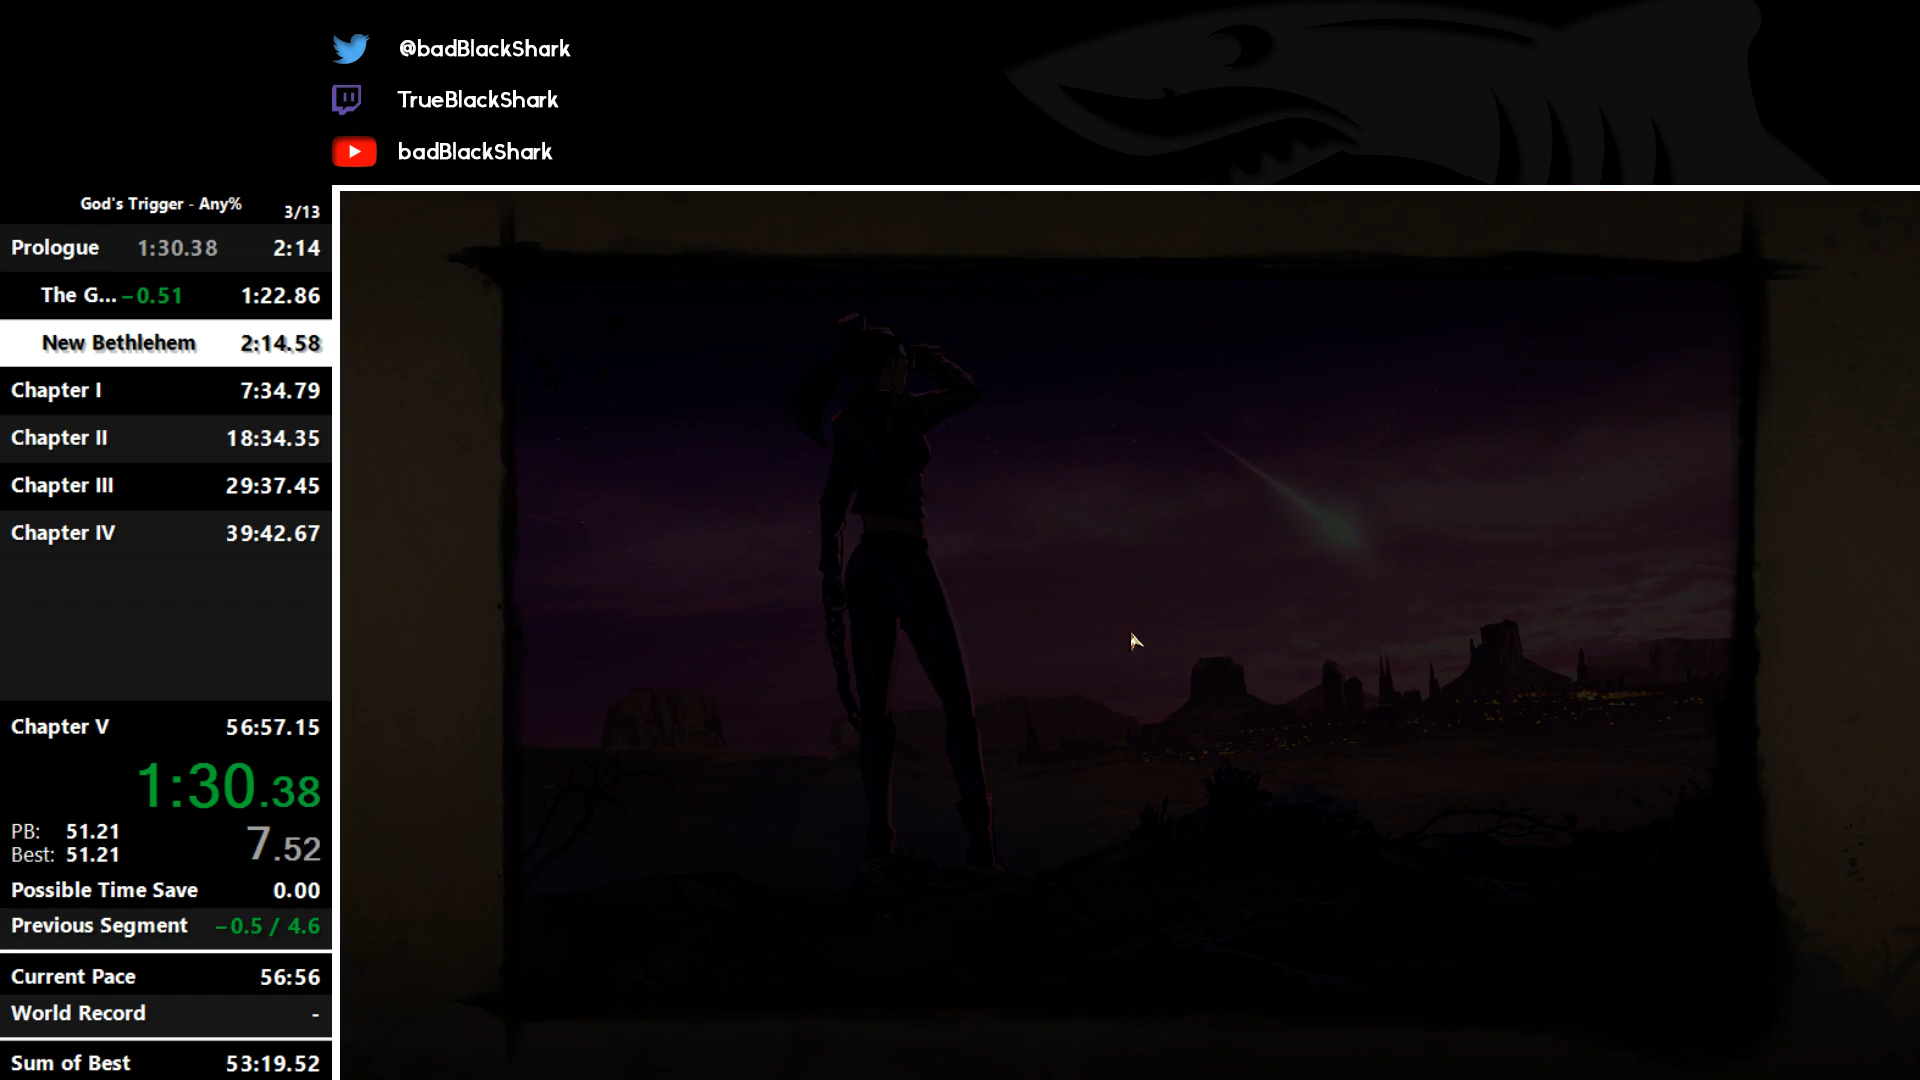 @badBlackShark
TrueBlackShark
badBlackShark
God's Trigger - Any%
3/13
Prologue 1:30.38 2:14
The G... -0.51 1:22.86
New Bethlehem 2:14.58
Chapter I 7:34.79
Chapter II 18:34.35
Chapter III 29:37.45
Chapter IV 39:42.67
Chapter V 56:57.15
1:30.38
PB: 51.21
7.52
Best: 51.21
Possible Time Save 0.00
Previous Segment -0.5 / 4.6
Current Pace 56:56
World Record -
Sum of Best 53:19.52